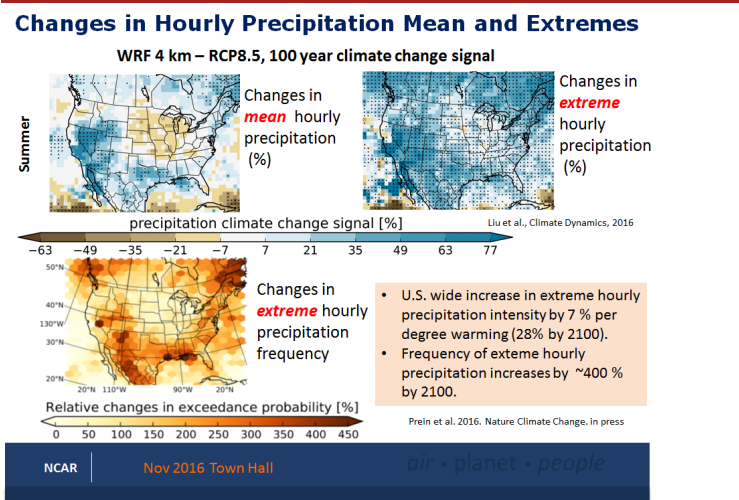 Changes in Hourly Precipitation Mean and Extremes
WRF 4 km – RCP8.5, 100 year climate change signal
Summer
Changes in
mean hourly
precipitation
(%)
Changes in
extreme
hourly
precipitation
(%)
precipitation climate change signal [%]
Liu et al., Climate Dynamics, 2016
−63 −49 −35 −21 −7 7 21 35 49 63 77
50°N
40°N
130°W
30°N
20°N
20°N 110°W 90°W 20°N
Changes in
extreme hourly
precipitation
frequency
Relative changes in exceedance probability [%]
0 50 100 150 200 250 300 350 400 450
• U.S. wide increase in extreme hourly
precipitation intensity by 7 % per
degree warming (28% by 2100).
• Frequency of exteme hourly
precipitation increases by ~400 %
by 2100.
Prein et al. 2016. Nature Climate Change. in press
NCAR
Nov 2016 Town Hall
air • planet • people